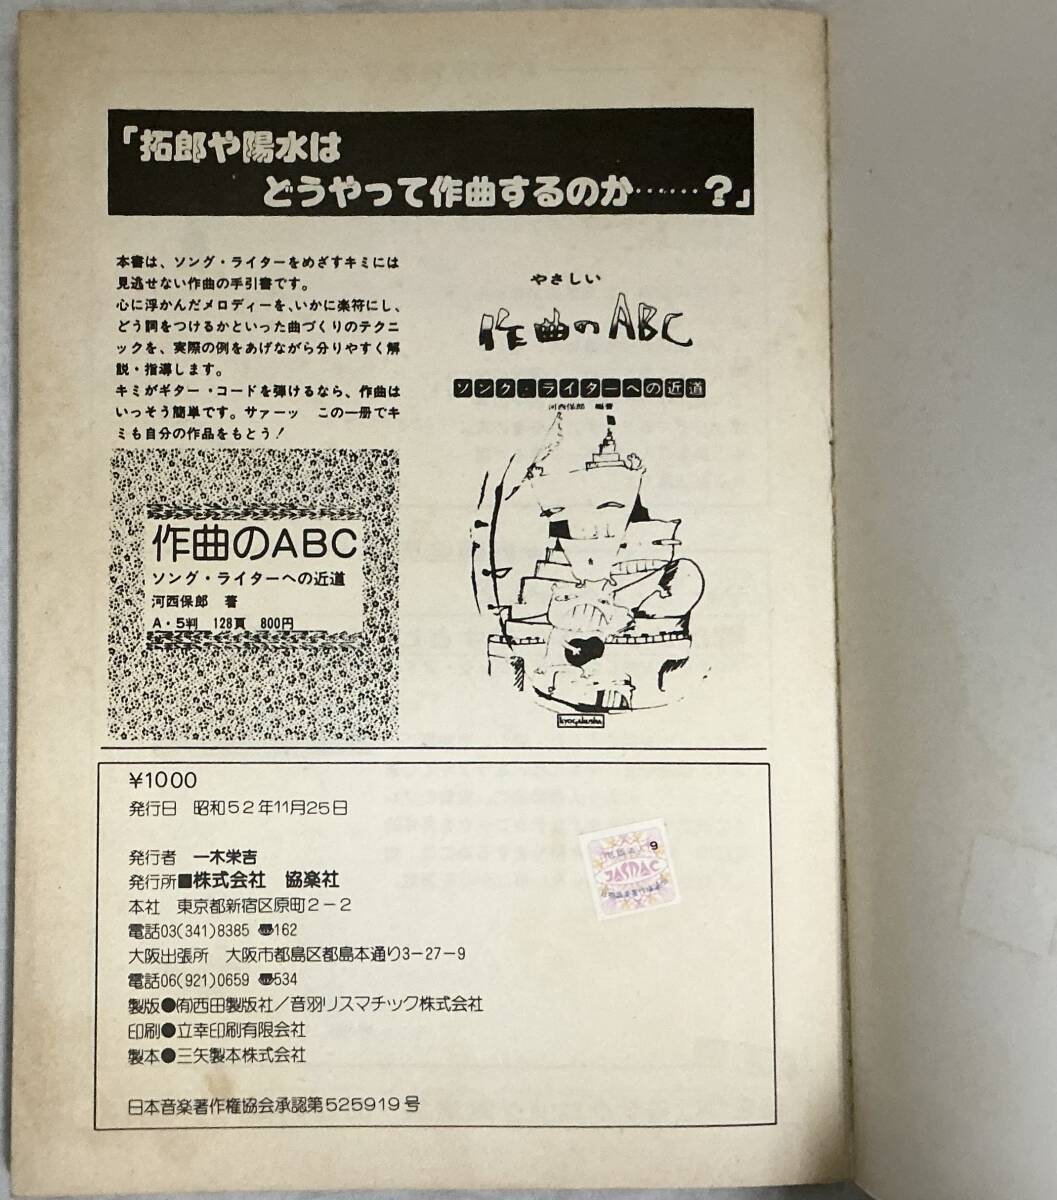 「拓郎や陽水は
どうやって作曲するのか……?」
本書は、ソング・ライターをめざすキミには
見逃せない作曲の手引書です。
心に浮かんだメロディーを、いかに楽符にし、
どう詞をつけるかといった曲づくりのテクニ
ックを、実際の例をあげながら分りやすく解
説・指導します。
キミがギター・コードを弾けるなら、作曲は
いっそう簡単です。サァーッ この一冊でキ
ミも自分の作品をもとう!
作曲のABC
ソング・ライターへの近道
河西保郎 著
A・5判 128頁 800円
やさしい
作曲のABC
ソング・ライターへの近道
河西保郎 編著
kyogakusha
¥1000
発行日 昭和52年11月25日
発行者 一木栄吉
発行所■株式会社 協楽社
本社 東京都新宿区原町2-2
電話03(341)8385 〠162
大阪出張所 大阪市都島区都島本通り3-27-9
電話06(921)0659 〠534
製版●(有)西田製版社/音羽リスマチック株式会社
印刷●立幸印刷有限会社
製本●三矢製本株式会社
日本音楽著作権協会承認第525919号
9
JASRAC